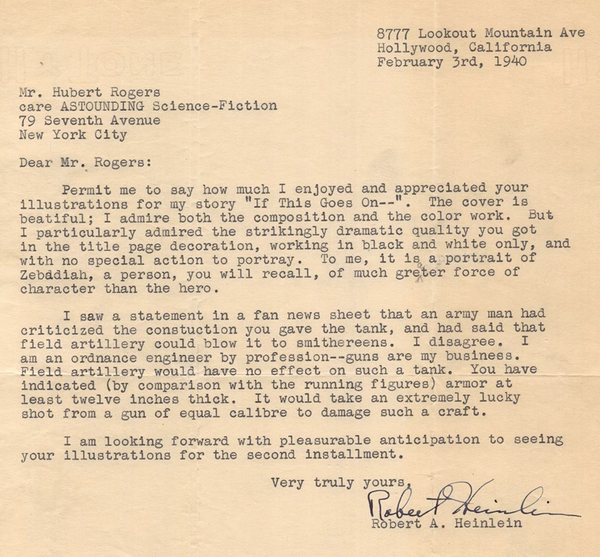 8777 Lookout Mountain Ave
Hollywood, California
February 3rd, 1940
Mr. Hubert Rogers
care ASTOUNDING Science-Fiction
79 Seventh Avenue
New York City
Dear Mr. Rogers:
Permit me to say how much I enjoyed and appreciated your
illustrations for my story "If This Goes On--". The cover is
beatiful; I admire both the composition and the color work. But
I particularly admired the strikingly dramatic quality you got
in the title page decoration, working in black and white only, and
with no special action to portray. To me, it is a portrait of
Zebadiah, a person, you will recall, of much greter force of
character than the hero.
I saw a statement in a fan news sheet that an army man had
criticized the constuction you gave the tank, and had said that
field artillery could blow it to smithereens. I disagree. I
am an ordnance engineer by profession--guns are my business.
Field artillery would have no effect on such a tank. You have
indicated (by comparison with the running figures) armor at
least twelve inches thick. It would take an extremely lucky
shot from a gun of equal calibre to damage such a craft.
I am looking forward with pleasurable anticipation to seeing
your illustrations for the second installment.
Very truly yours,
Robert Heinlein
Robert A. Heinlein